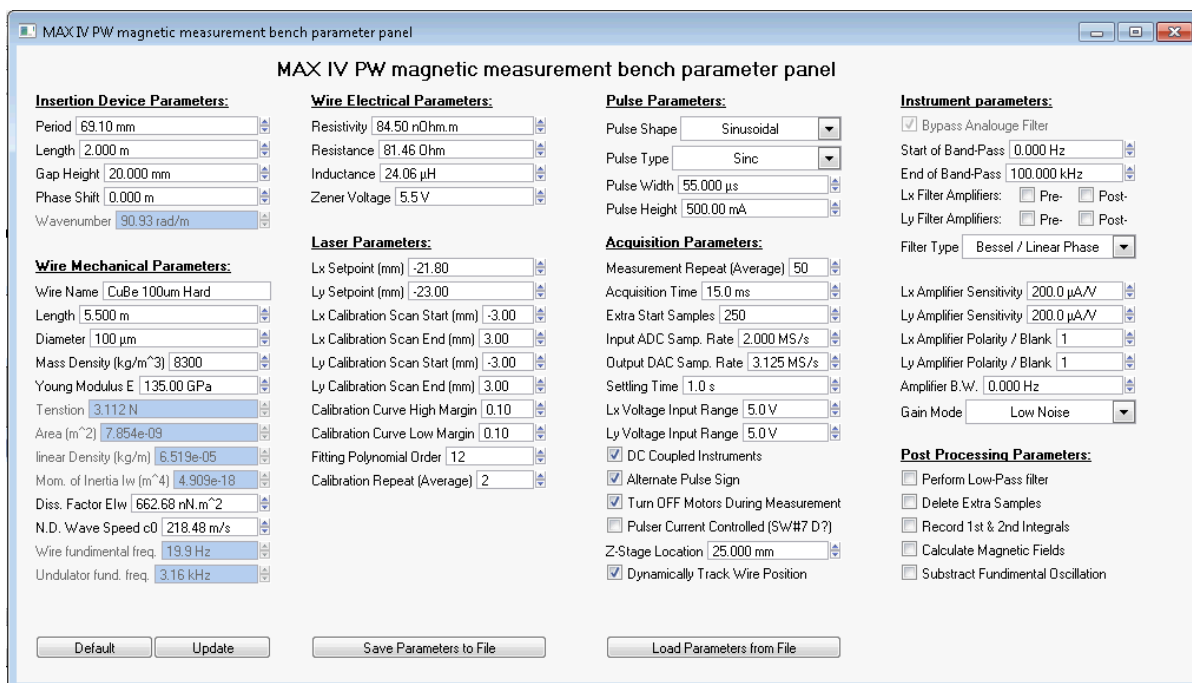 MAX IV PW magnetic measurement bench parameter panel
MAX IV PW magnetic measurement bench parameter panel
Insertion Device Parameters:
Period 69.10 mm
Length 2.000 m
Gap Height 20.000 mm
Phase Shift 0.000 m
Wavenumber 90.93 rad/m
Wire Mechanical Parameters:
Wire Name CuBe 100um Hard
Length 5.500 m
Diameter 100 µm
Mass Density (kg/m^3) 8300
Young Modulus E 135.00 GPa
Tenstion 3.112 N
Area (m^2) 7.854e-09
linear Density (kg/m) 6.519e-05
Mom. of Inertia Iw (m^4) 4.909e-18
Diss. Factor EIw 662.68 nN.m^2
N.D. Wave Speed c0 218.48 m/s
Wire fundimental freq. 19.9 Hz
Undulator fund. freq. 3.16 kHz
Default
Update
Wire Electrical Parameters:
Resistivity 84.50 nOhm.m
Resistance 81.46 Ohm
Inductance 24.06 µH
Zener Voltage 5.5 V
Laser Parameters:
Lx Setpoint (mm) -21.80
Ly Setpoint (mm) -23.00
Lx Calibration Scan Start (mm) -3.00
Lx Calibration Scan End (mm) 3.00
Ly Calibration Scan Start (mm) -3.00
Ly Calibration Scan End (mm) 3.00
Calibration Curve High Margin 0.10
Calibration Curve Low Margin 0.10
Fitting Polynomial Order 12
Calibration Repeat (Average) 2
Save Parameters to File
Pulse Parameters:
Pulse Shape Sinusoidal
Pulse Type Sinc
Pulse Width 55.000 µs
Pulse Height 500.00 mA
Acquisition Parameters:
Measurement Repeat (Average) 50
Acquisition Time 15.0 ms
Extra Start Samples 250
Input ADC Samp. Rate 2.000 MS/s
Output DAC Samp. Rate 3.125 MS/s
Settling Time 1.0 s
Lx Voltage Input Range 5.0 V
Ly Voltage Input Range 5.0 V
DC Coupled Instruments
Alternate Pulse Sign
Turn OFF Motors During Measurement
Pulser Current Controlled (SW#7 D?)
Z-Stage Location 25.000 mm
Dynamically Track Wire Position
Load Parameters from File
Instrument parameters:
Bypass Analouge Filter
Start of Band-Pass 0.000 Hz
End of Band-Pass 100.000 kHz
Lx Filter Amplifiers: Pre- Post-
Ly Filter Amplifiers: Pre- Post-
Filter Type Bessel / Linear Phase
Lx Amplifier Sensitivity 200.0 µA/V
Ly Amplifier Sensitivity 200.0 µA/V
Lx Amplifier Polarity / Blank 1
Ly Amplifier Polarity / Blank 1
Amplifier B.W. 0.000 Hz
Gain Mode Low Noise
Post Processing Parameters:
Perform Low-Pass filter
Delete Extra Samples
Record 1st & 2nd Integrals
Calculate Magnetic Fields
Substract Fundimental Oscillation